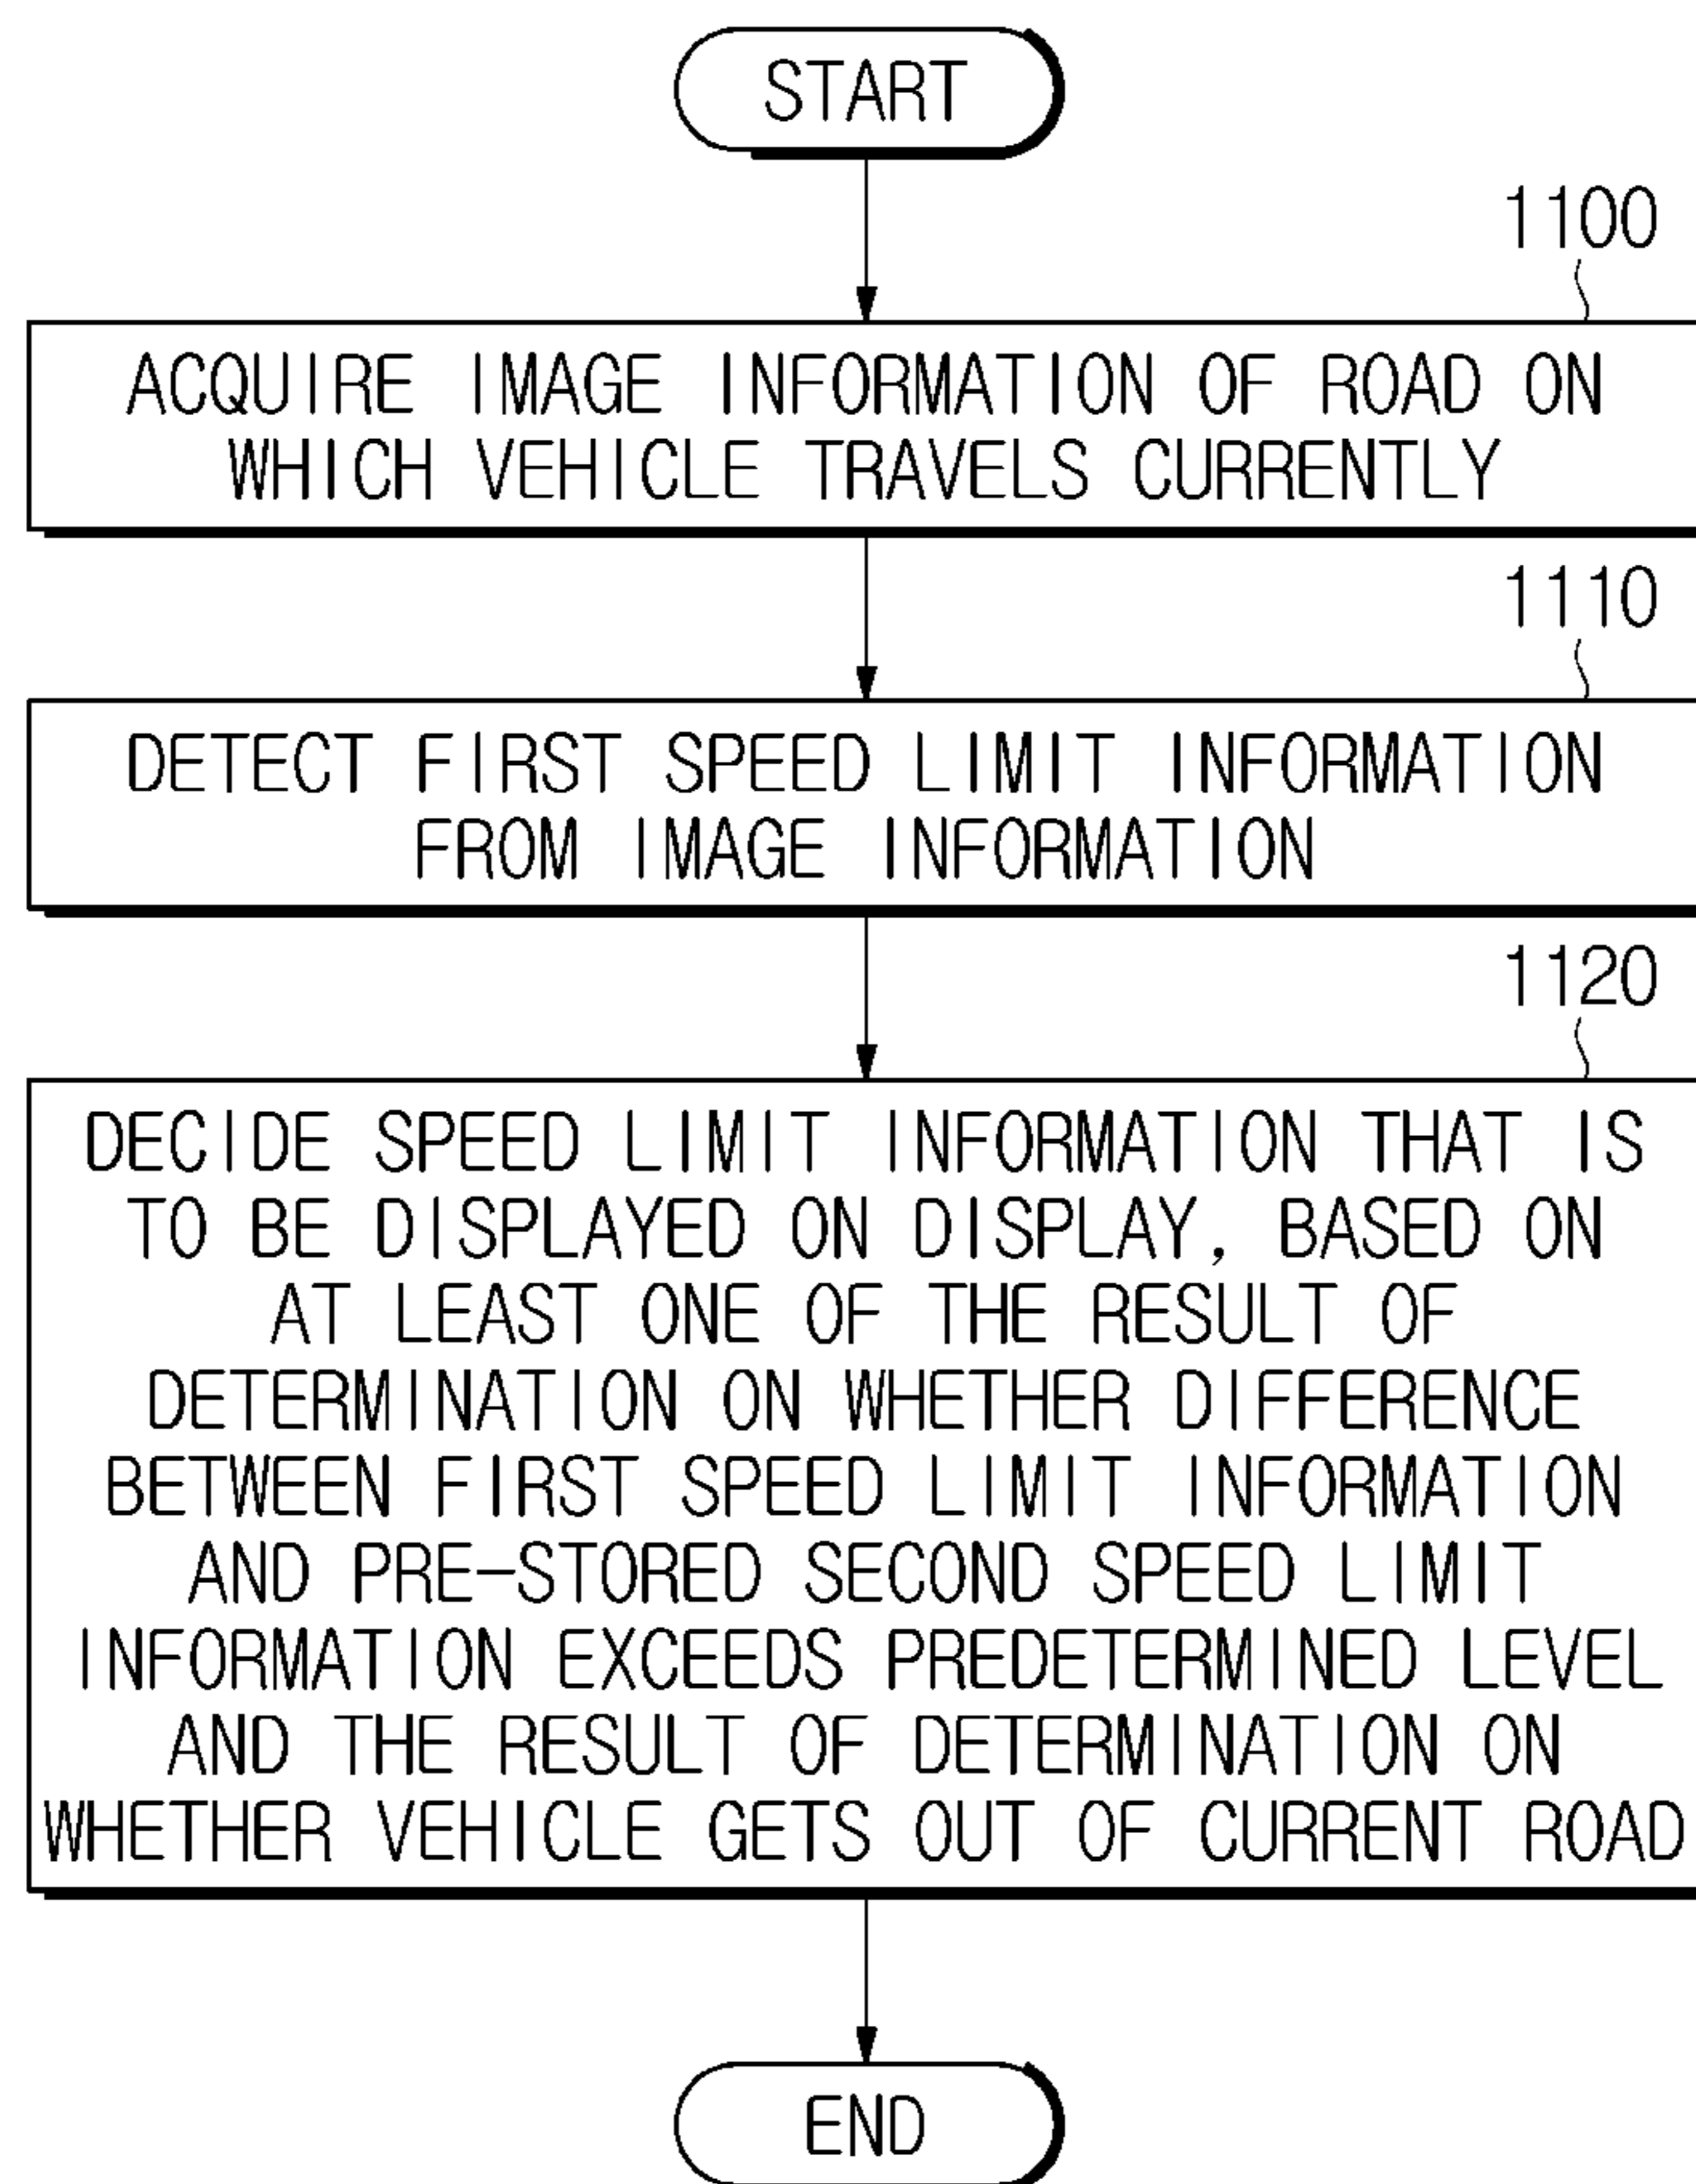 START
1100
ACQUIRE IMAGE INFORMATION OF ROAD ON
WHICH VEHICLE TRAVELS CURRENTLY
1110
DETECT FIRST SPEED LIMIT INFORMATION
FROM IMAGE INFORMATION
1120
DECIDE SPEED LIMIT INFORMATION THAT IS
TO BE DISPLAYED ON DISPLAY, BASED ON
AT LEAST ONE OF THE RESULT OF
DETERMINATION ON WHETHER DIFFERENCE
BETWEEN FIRST SPEED LIMIT INFORMATION
AND PRE-STORED SECOND SPEED LIMIT
INFORMATION EXCEEDS PREDETERMINED LEVEL
AND THE RESULT OF DETERMINATION ON
WHETHER VEHICLE GETS OUT OF CURRENT ROAD
END